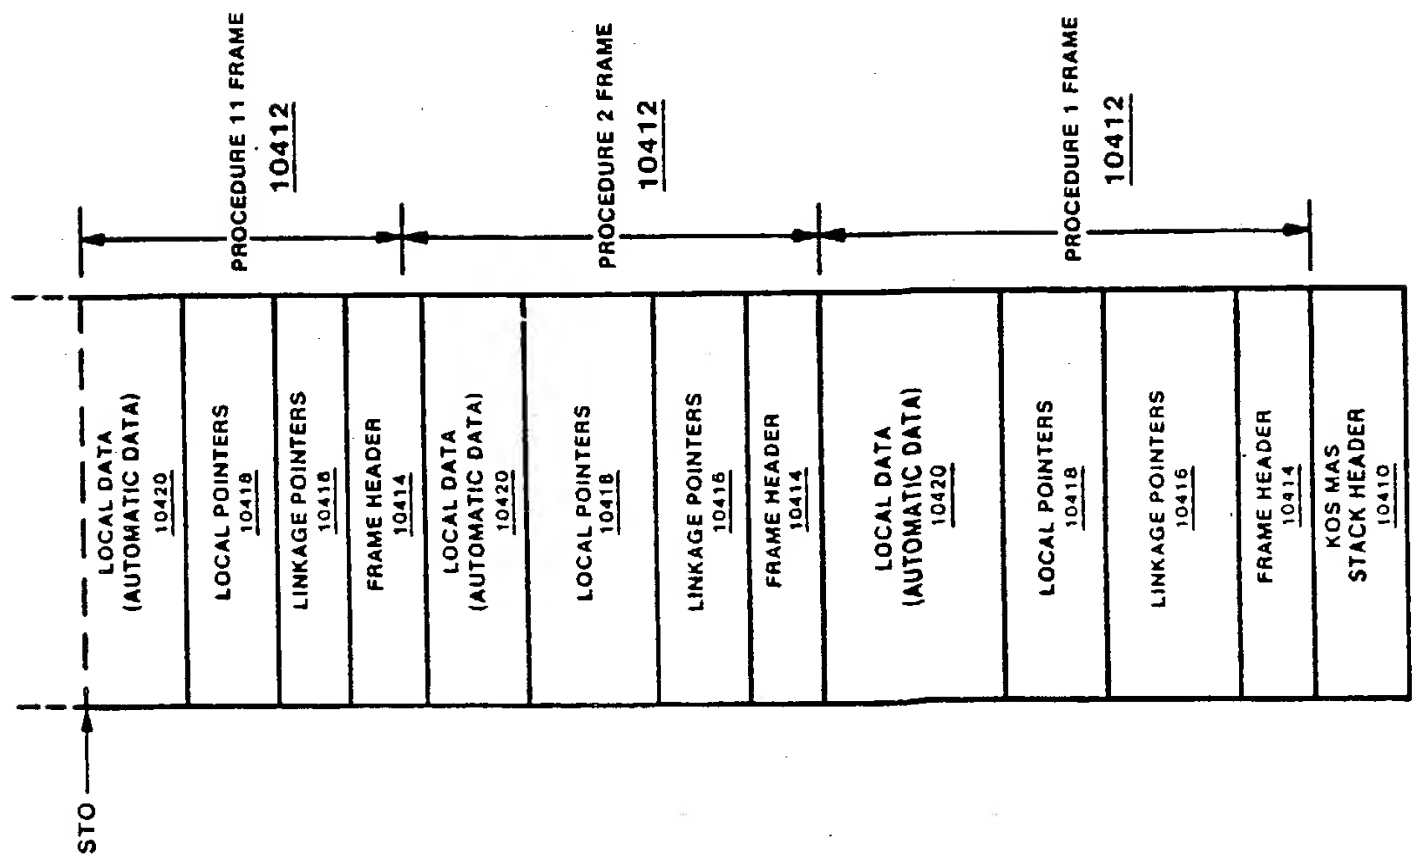 STO
LOCAL DATA
(AUTOMATIC DATA)
10420
LOCAL POINTERS
10418
LINKAGE POINTERS
10418
FRAME HEADER
10414
PROCEDURE 11 FRAME
10412
LOCAL DATA
(AUTOMATIC DATA)
10420
LOCAL POINTERS
10418
LINKAGE POINTERS
10416
FRAME HEADER
10414
PROCEDURE 2 FRAME
10412
LOCAL DATA
(AUTOMATIC DATA)
10420
LOCAL POINTERS
10418
LINKAGE POINTERS
10416
FRAME HEADER
10414
PROCEDURE 1 FRAME
10412
KOS MAS
STACK HEADER
10410